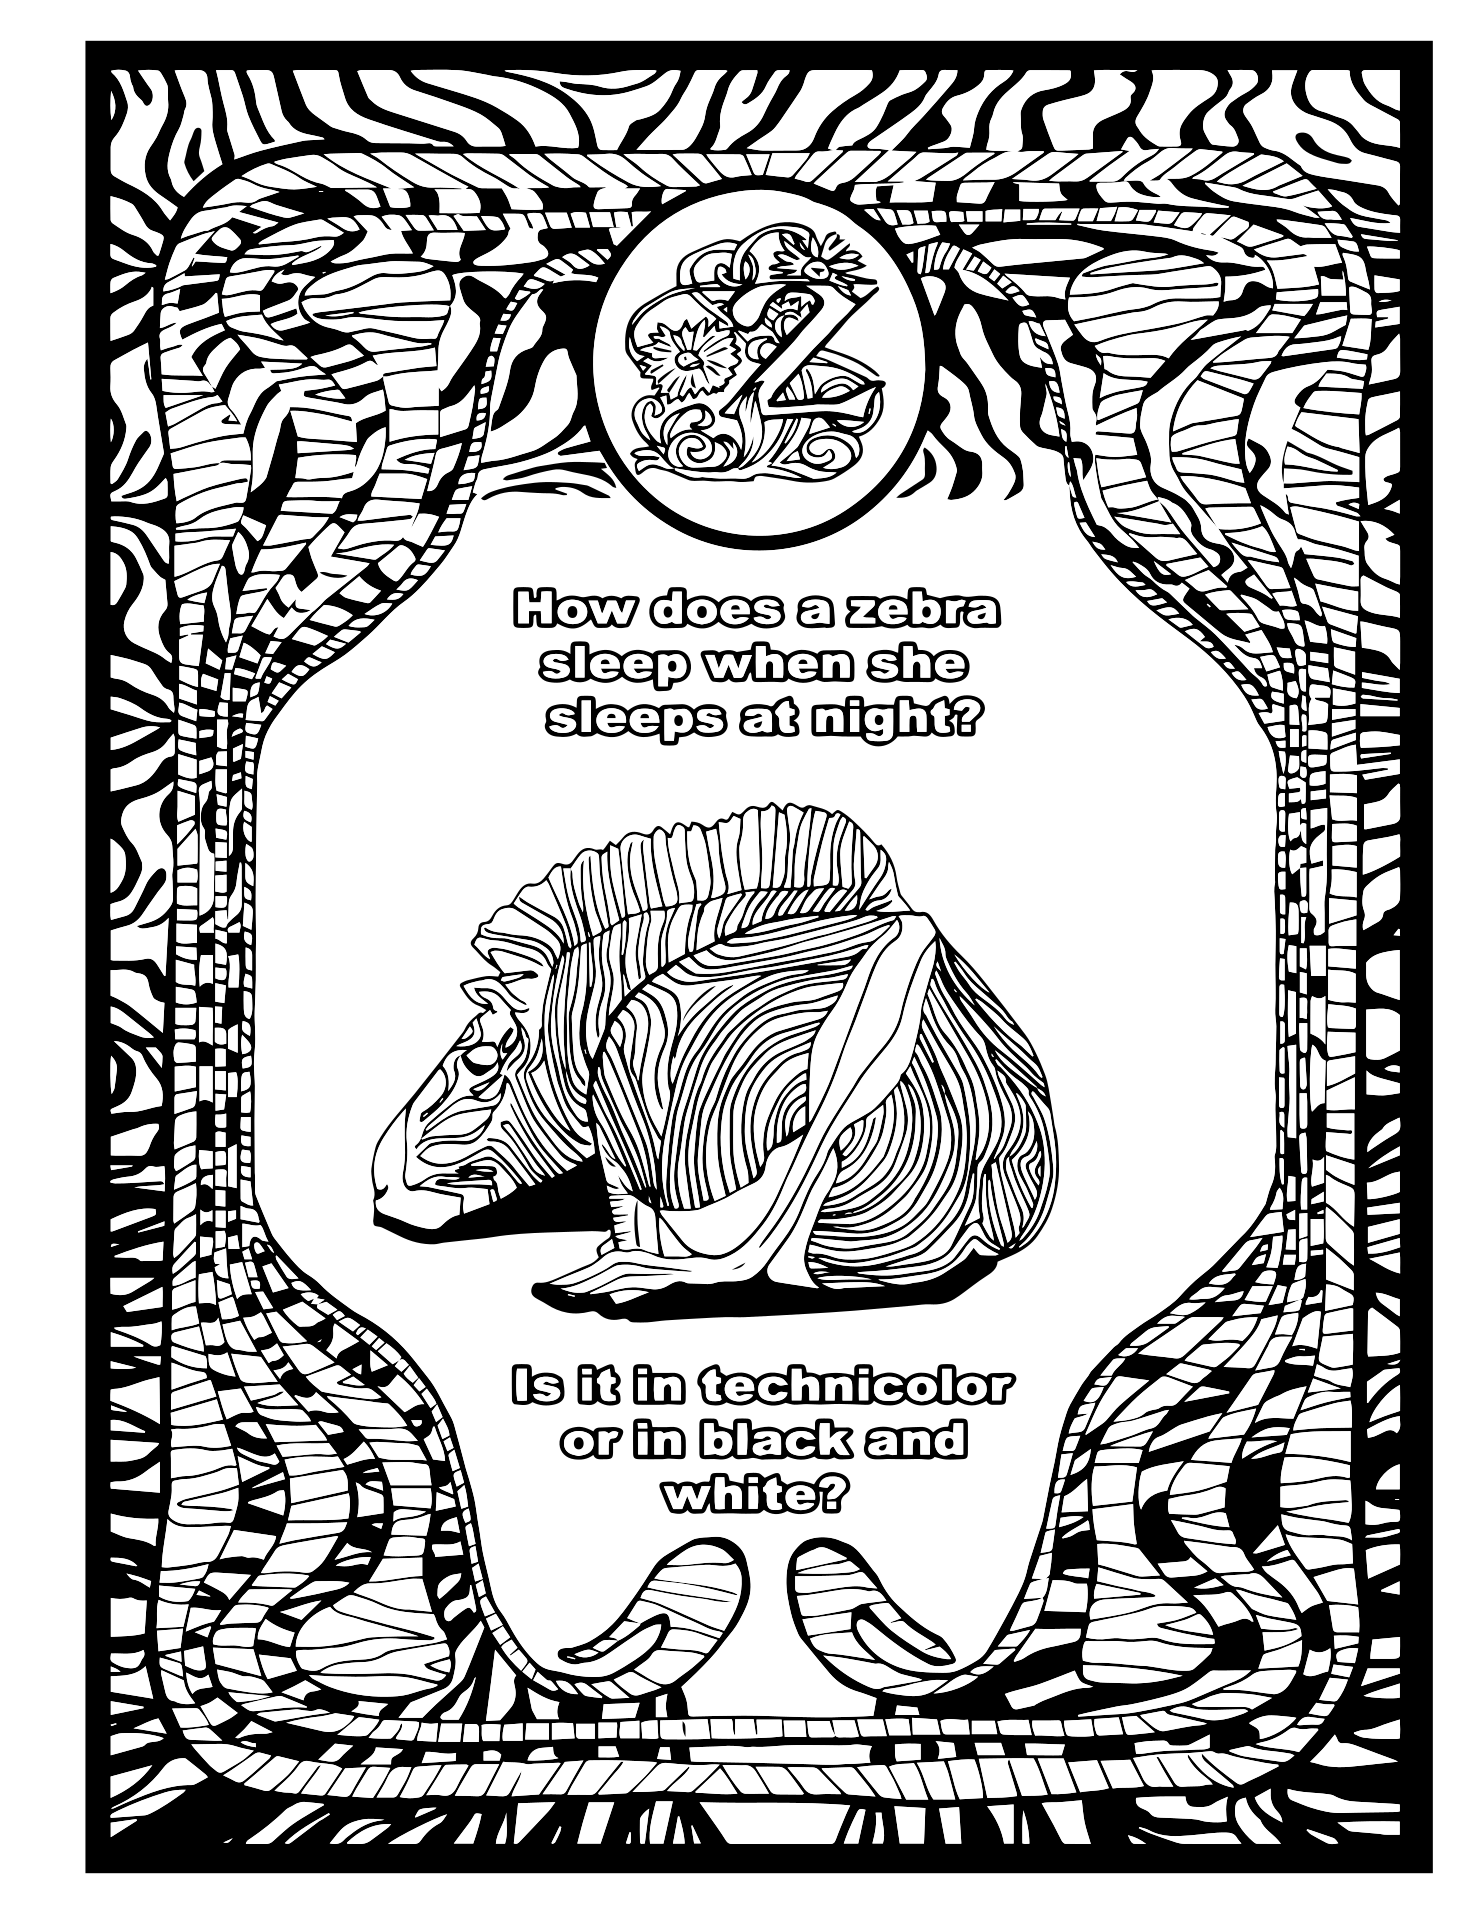 Z
How does a zebra
sleep when she
sleeps at night?
Is it in technicolor
or in black and
white?